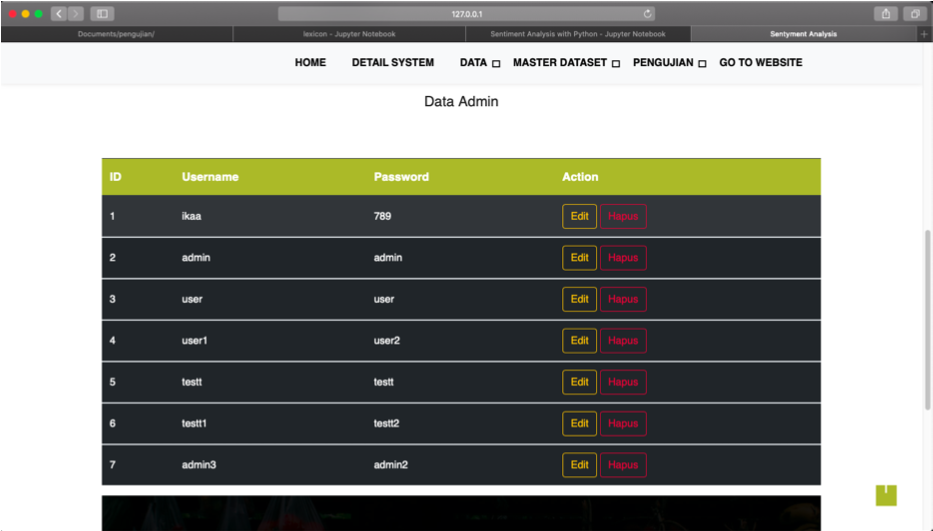 127.0.0.1
Documents/pengujian/ lexicon - Jupyter Notebook Sentiment Analysis with Python - Jupyter Notebook Sentyment Analysis
HOME DETAIL SYSTEM DATA MASTER DATASET PENGUJIAN GO TO WEBSITE
Data Admin
ID Username Password Action
1 ikaa 789 Edit Hapus
2 admin admin Edit Hapus
3 user user Edit Hapus
4 user1 user2 Edit Hapus
5 testt testt Edit Hapus
6 testt1 testt2 Edit Hapus
7 admin3 admin2 Edit Hapus